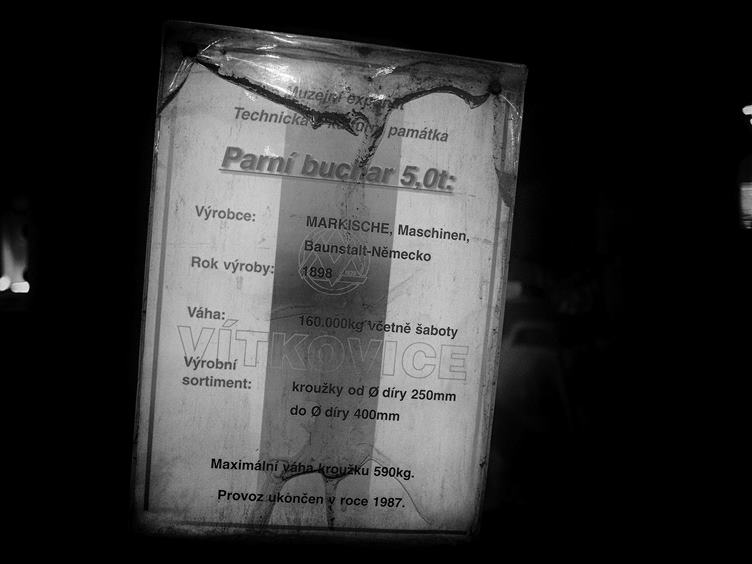 Muzejní exponát
Technická a kulturní památka
Parní buchar 5,0t:
Výrobce: MARKISCHE, Maschinen,
Baunstalt-Německo
Rok výroby: 1898
Váha: 160.000kg včetně šaboty
VÍTKOVICE
Výrobní
sortiment: kroužky od Ø díry 250mm
do Ø díry 400mm
Maximální váha kroužku 590kg.
Provoz ukončen v roce 1987.